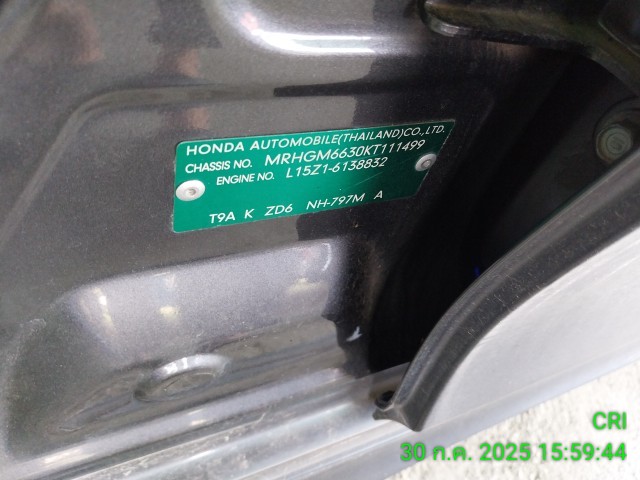 HONDA AUTOMOBILE(THAILAND)CO.,LTD.
CHASSIS NO. MRHGM6630KT111499
ENGINE NO. L15Z1-6138832
T9A K ZD6 NH-797M A
CRI
30 ก.ค. 2025 15:59:44